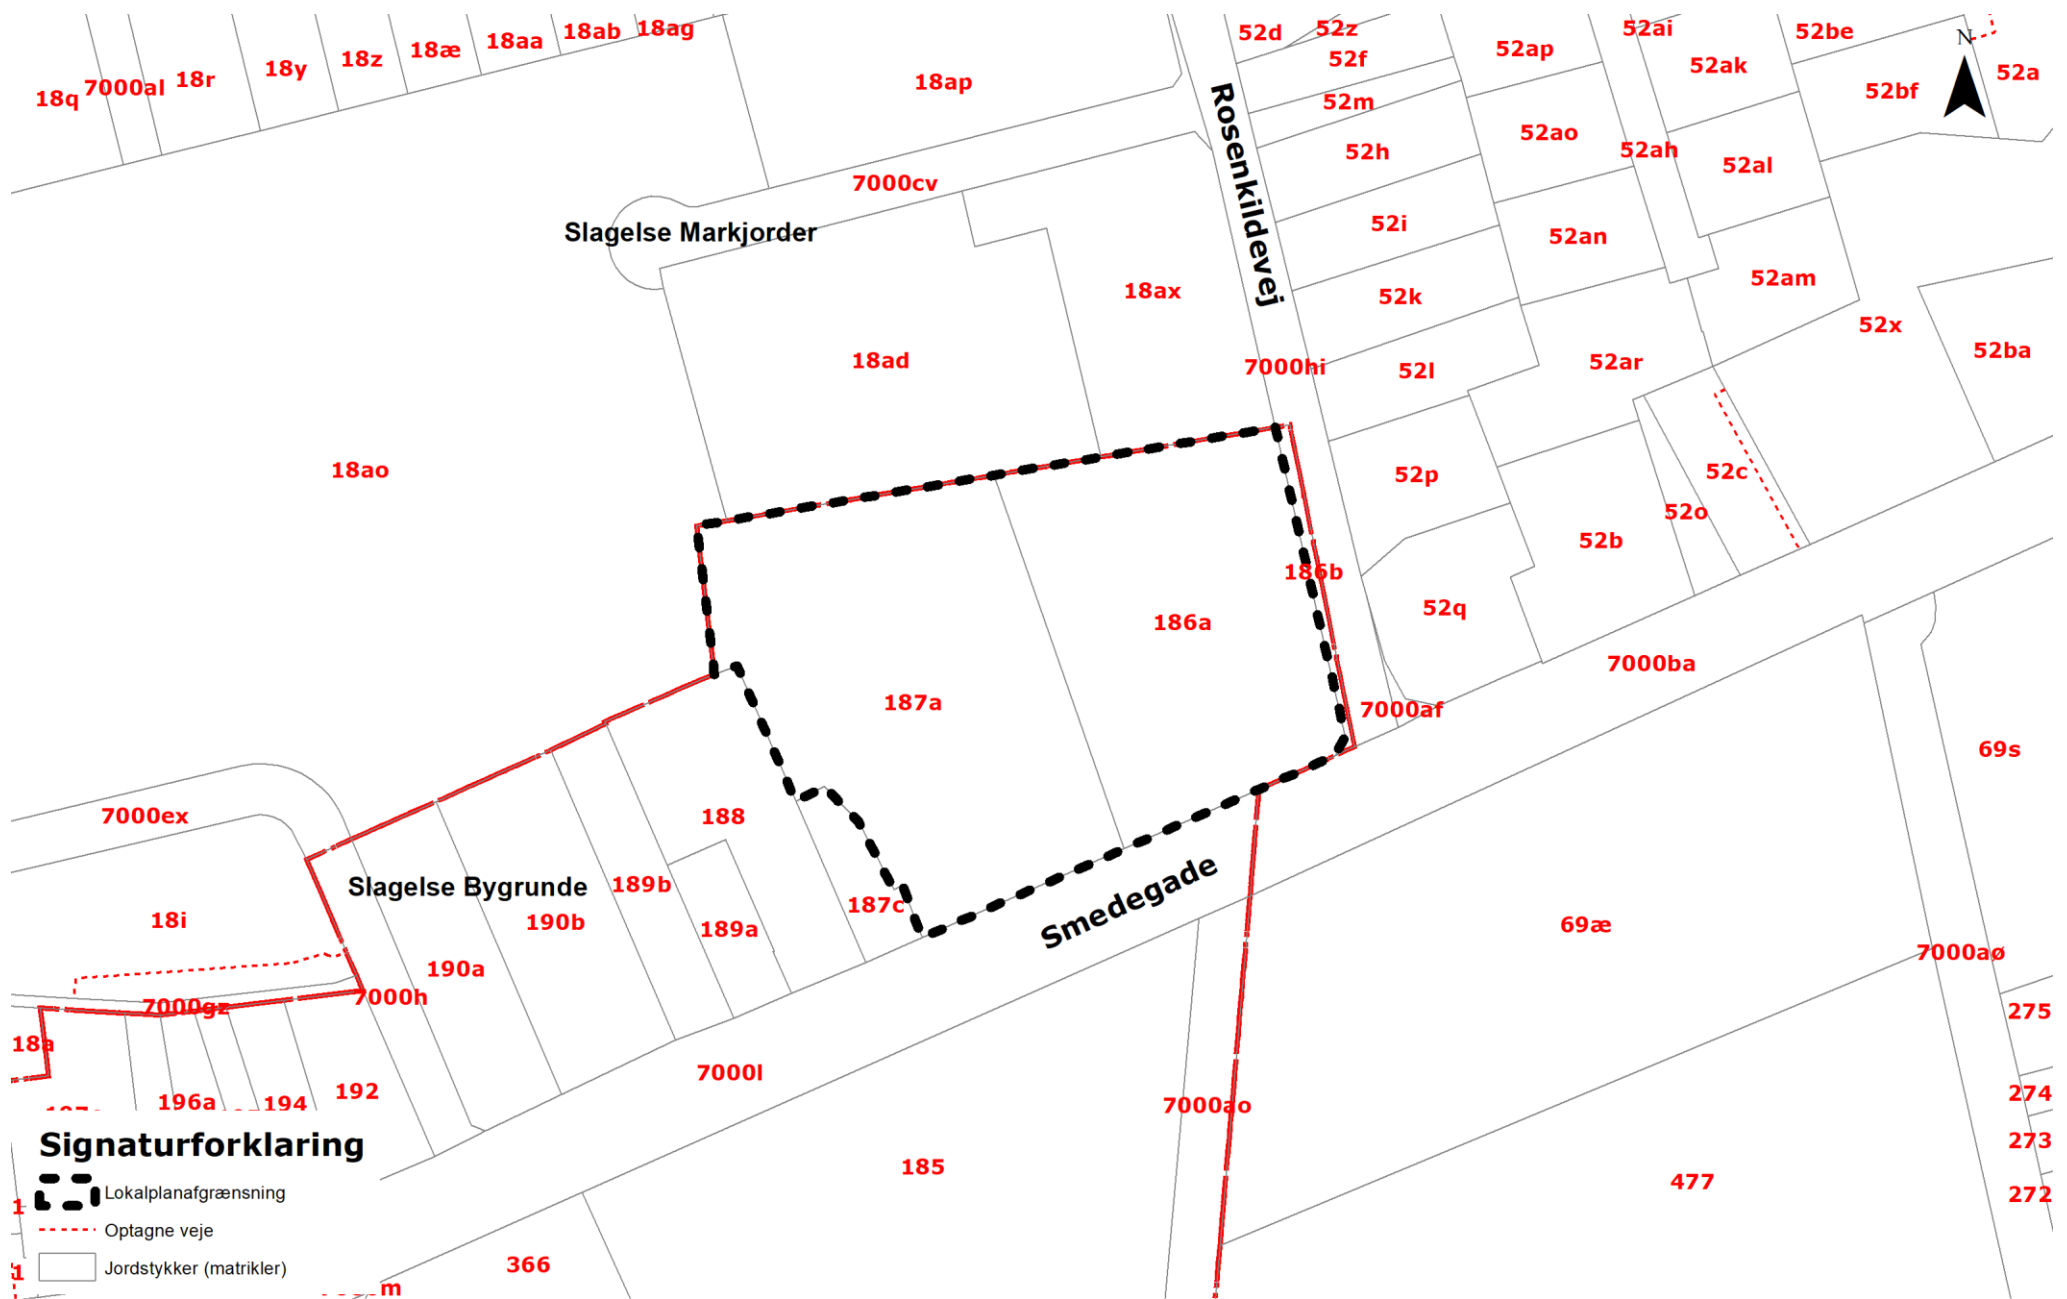 18q
7000al
18r
18y
18z
18æ
18aa
18ab
18ag
18ap
52d
52z
52f
52m
52h
52ap
52ao
52ai
52ak
52ah
52al
52be
52bf
N
52a
7000cv
Slagelse Markjorder
Rosenkildevej
18ax
52i
52an
52k
52am
52x
52ba
18ad
7000hi
52l
52ar
18ao
52p
52c
52o
52b
186b
52q
186a
7000ba
187a
7000af
69s
7000ex
188
Slagelse Bygrunde
189b
187c
Smedegade
18i
190b
189a
69æ
7000aø
190a
7000h
7000gz
275
18a
7000l
192
196a
194
7000ao
274
273
185
477
272
366
Signaturforklaring
Lokalplanafgrænsning
Optagne veje
Jordstykker (matrikler)